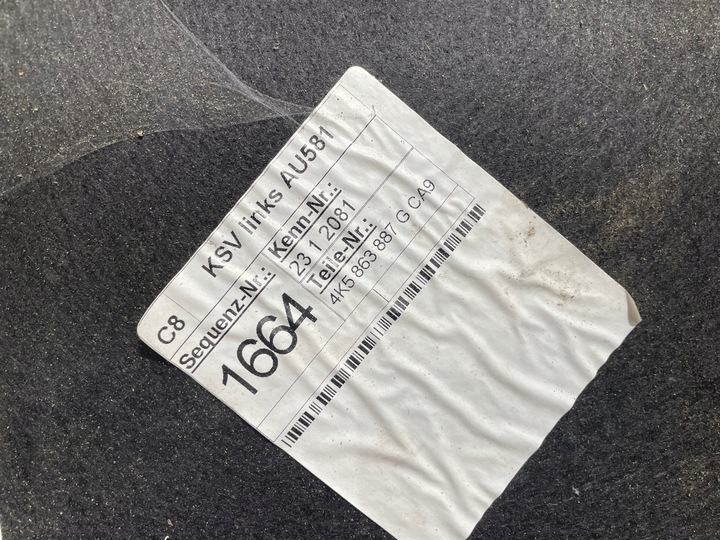 C8
KSV links AU581
Sequenz-Nr.:
Kenn-Nr.:
1664
23 1 2081
Teile-Nr.:
4K5 863 887 G CA9